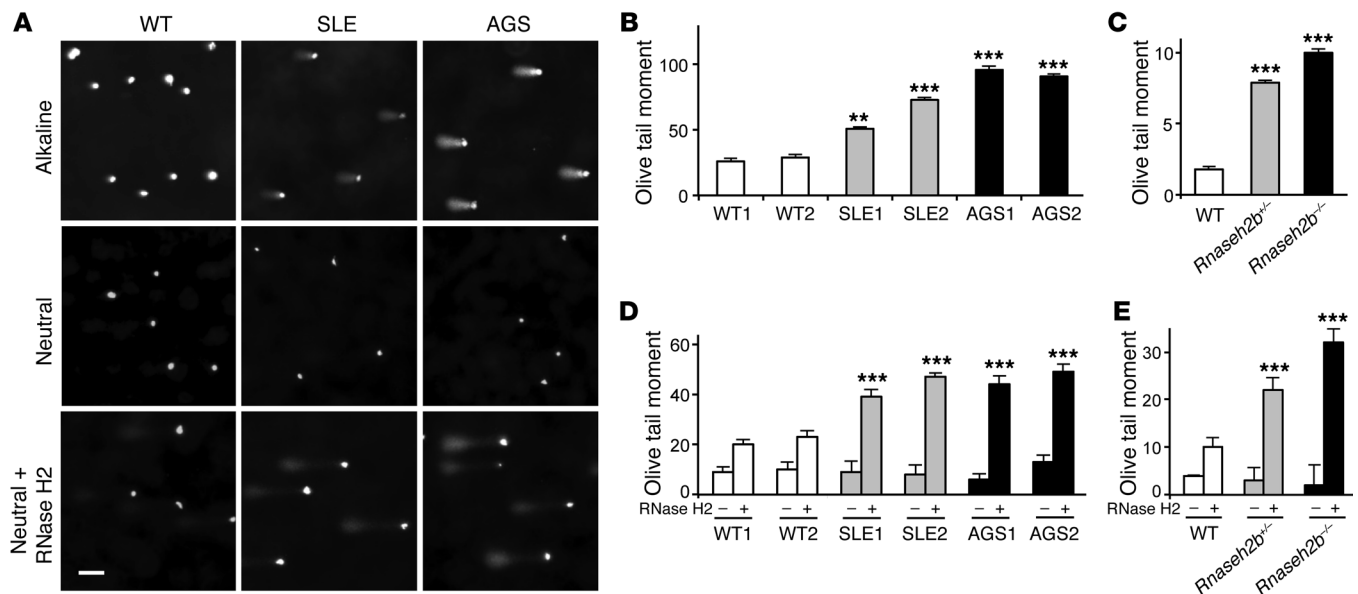 A
WT
SLE
AGS
Alkaline
Neutral
Neutral +
RNase H2
B
Olive tail moment
100
50
0
**
***
***
***
WT1
WT2
SLE1
SLE2
AGS1
AGS2
C
Olive tail moment
10
5
0
***
***
WT
Rnaseh2b+/–
Rnaseh2b–/–
D
Olive tail moment
60
40
20
0
***
***
***
***
RNase H2 – + – + – + – + – + – +
WT1
WT2
SLE1
SLE2
AGS1
AGS2
E
Olive tail moment
30
20
10
0
***
***
RNase H2 – + – + – +
WT
Rnaseh2b+/–
Rnaseh2b–/–